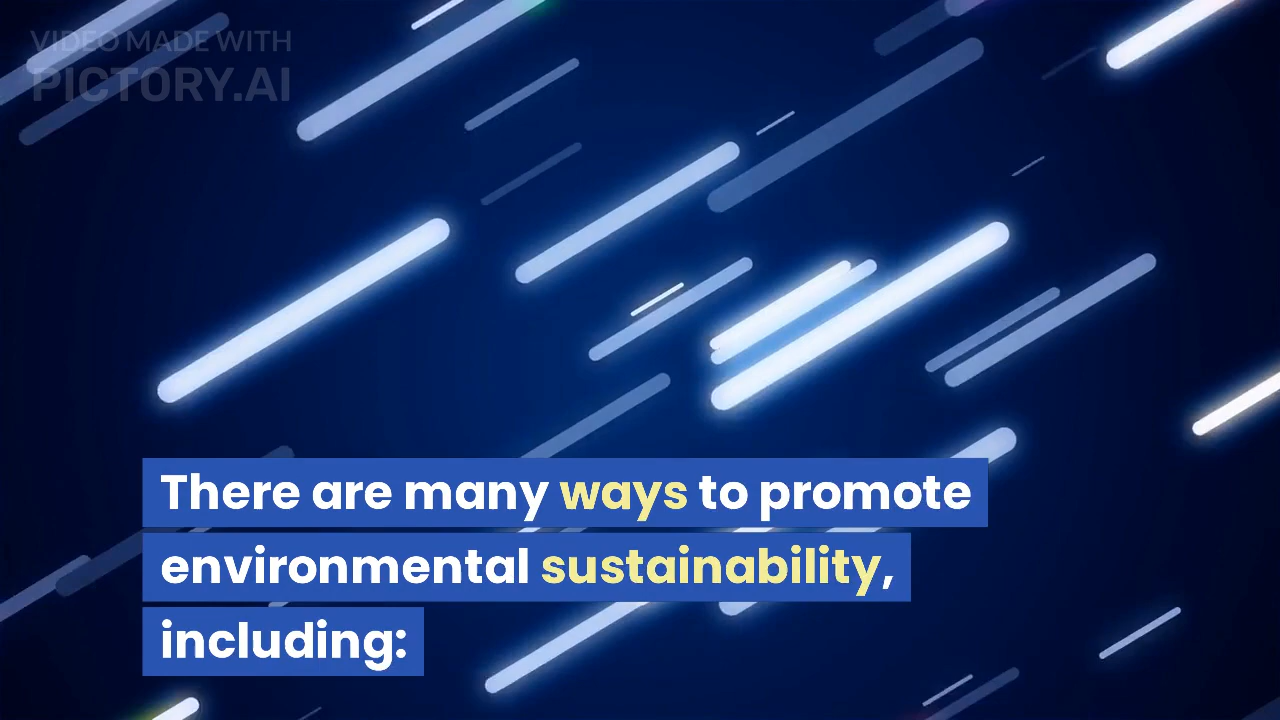 VIDEO MADE WITH
PICTORY.AI
There are many ways to promote
environmental sustainability,
including: